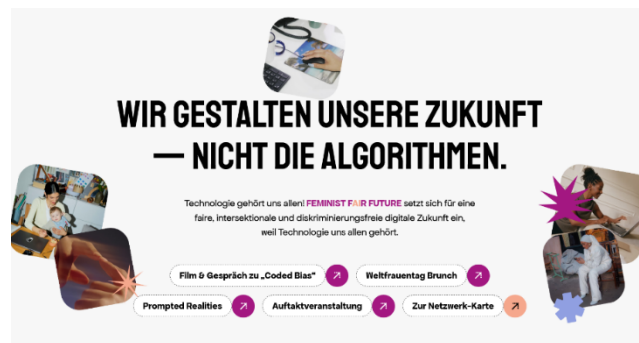 WIR GESTALTEN UNSERE ZUKUNFT
— NICHT DIE ALGORITHMEN.
Technologie gehört uns allen! FEMINIST FAIR FUTURE setzt sich für eine
faire, intersektionale und diskriminierungsfreie digitale Zukunft ein,
weil Technologie uns allen gehört.
Film & Gespräch zu „Coded Bias“ Weltfrauentag Brunch
Prompted Realities Auftaktveranstaltung Zur Netzwerk-Karte